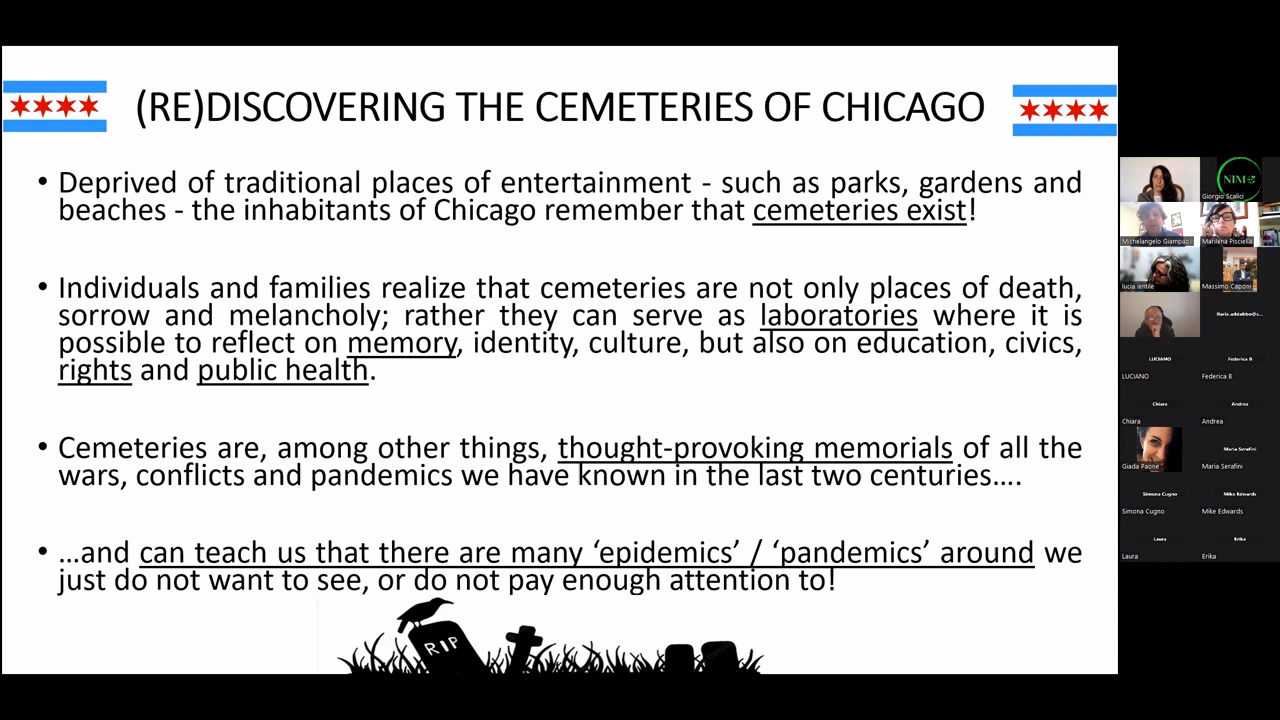 (RE)DISCOVERING THE CEMETERIES OF CHICAGO
• Deprived of traditional places of entertainment - such as parks, gardens and
beaches - the inhabitants of Chicago remember that cemeteries exist!
• Individuals and families realize that cemeteries are not only places of death,
sorrow and melancholy; rather they can serve as laboratories where it is
possible to reflect on memory, identity, culture, but also on education, civics,
rights and public health.
• Cemeteries are, among other things, thought-provoking memorials of all the
wars, conflicts and pandemics we have known in the last two centuries....
• ...and can teach us that there are many ‘epidemics’ / ‘pandemics’ around we
just do not want to see, or do not pay enough attention to!
RIP
NIM
Giorgio Scalici
Michelangelo Giampao
Marilena Pisciella
lucia ientile
Massimo Caponi
ilaria.addabbo@s...
LUCIANO
Federica B
LUCIANO
Federica B
Chiara
Andrea
Chiara
Andrea
Maria Serafini
Giada Paone
Maria Serafini
Simona Cugno
Mike Edwards
Simona Cugno
Mike Edwards
Laura
Erika
Laura
Erika